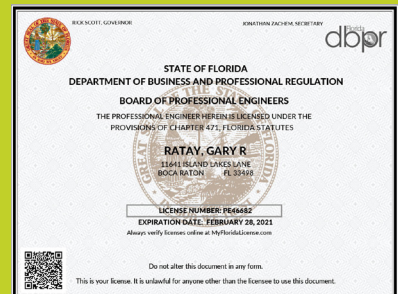 RICK SCOTT, GOVERNOR
JONATHAN ZACHEM, SECRETARY
Florida
dbpr
STATE OF FLORIDA
DEPARTMENT OF BUSINESS AND PROFESSIONAL REGULATION
BOARD OF PROFESSIONAL ENGINEERS
THE PROFESSIONAL ENGINEER HEREIN IS LICENSED UNDER THE
PROVISIONS OF CHAPTER 471, FLORIDA STATUTES
RATAY, GARY R
11641 ISLAND LAKES LANE
BOCA RATON FL 33498
LICENSE NUMBER: PE46682
EXPIRATION DATE: FEBRUARY 28, 2021
Always verify licenses online at MyFloridaLicense.com
Do not alter this document in any form.
This is your license. It is unlawful for anyone other than the licensee to use this document.